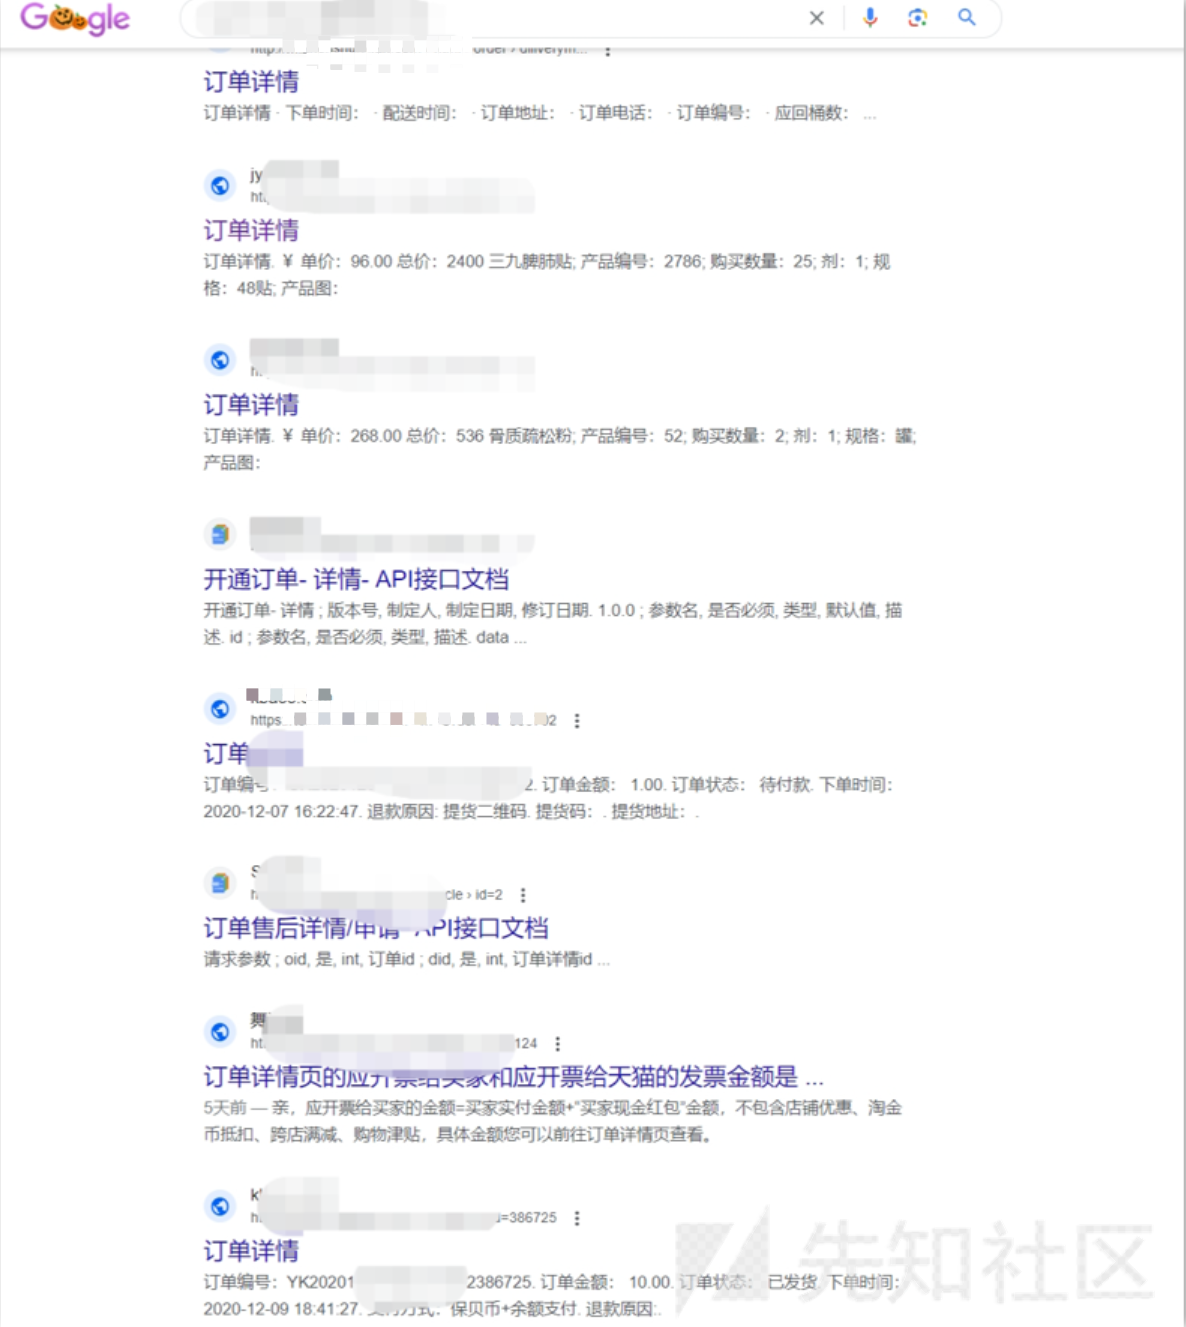 Google
订单详情
订单详情 · 下单时间： · 配送时间： · 订单地址： · 订单电话： · 订单编号： · 应回桶数： ...
jy
订单详情
订单详情. ￥ 单价：96.00 总价：2400 三九脾肺贴; 产品编号：2786; 购买数量：25; 剂：1; 规
格：48贴; 产品图：
订单详情
订单详情. ￥ 单价：268.00 总价：536 骨质疏松粉; 产品编号：52; 购买数量：2; 剂：1; 规格：罐;
产品图：
开通订单- 详情- API接口文档
开通订单- 详情 ; 版本号, 制定人, 制定日期, 修订日期. 1.0.0 ; 参数名, 是否必须, 类型, 默认值, 描
述. id ; 参数名, 是否必须, 类型, 描述. data ...
https
订单
订单编号 2. 订单金额： 1.00. 订单状态： 待付款. 下单时间：
2020-12-07 16:22:47. 退款原因: 提货二维码. 提货码： . 提货地址： .
cle › id=2
订单售后详情/申请 API接口文档
请求参数 ; oid, 是, int, 订单id ; did, 是, int, 订单详情id ...
舞
124
订单详情页的应开票给买家和应开票给天猫的发票金额是 ...
5天前 — 亲，应开票给买家的金额=买家实付金额+"买家现金红包"金额，不包含店铺优惠、淘金
币抵扣、跨店满减、购物津贴，具体金额您可以前往订单详情页查看。
=386725
订单详情
订单编号： YK20201 2386725. 订单金额： 10.00. 订单状态： 已发货. 下单时间：
2020-12-09 18:41:27. 支付方式： 保贝币+余额支付. 退款原因:.
先知社区